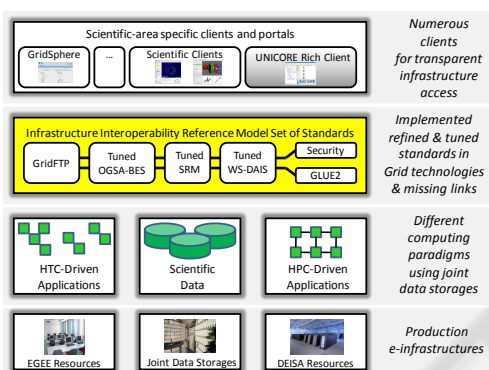 Scientific-area specific clients and portals
GridSphere
...
Scientific Clients
UNICORE Rich Client
UNICORE
Numerous
clients
for transparent
infrastructure
access
Infrastructure Interoperability Reference Model Set of Standards
GridFTP
Tuned
OGSA-BES
Tuned
SRM
Tuned
WS-DAIS
Security
GLUE2
Implemented
refined & tuned
standards in
Grid technologies
& missing links
HTC-Driven
Applications
Scientific
Data
HPC-Driven
Applications
Different
computing
paradigms
using joint
data storages
EGEE Resources
Joint Data Storages
DEISA Resources
Production
e-infrastructures